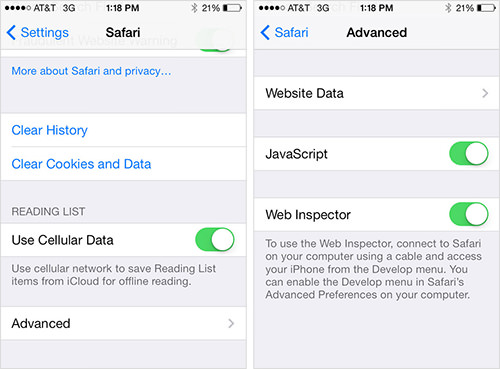 AT&T 3G 1:18 PM 21%
Settings Safari
Fraudulent Website Warning
More about Safari and privacy...
Clear History
Clear Cookies and Data
READING LIST
Use Cellular Data
Use cellular network to save Reading List
items from iCloud for offline reading.
Advanced
AT&T 3G 1:18 PM 21%
Safari Advanced
Website Data
JavaScript
Web Inspector
To use the Web Inspector, connect to Safari
on your computer using a cable and access
your iPhone from the Develop menu. You
can enable the Develop menu in Safari's
Advanced Preferences on your computer.